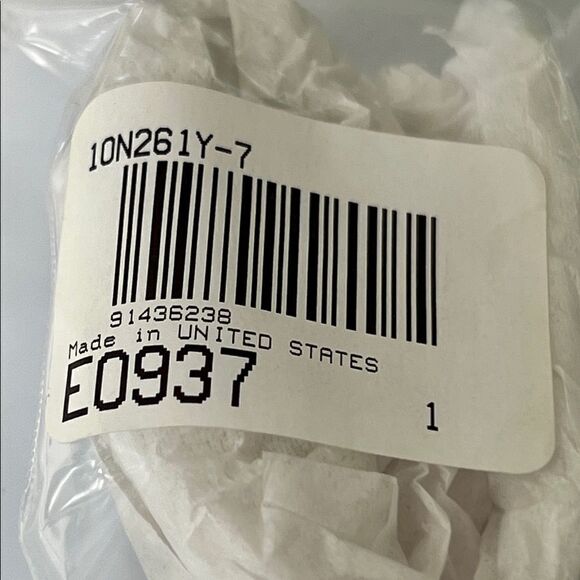 10N261Y-7
91436238
Made in UNITED STATES
E0937
1